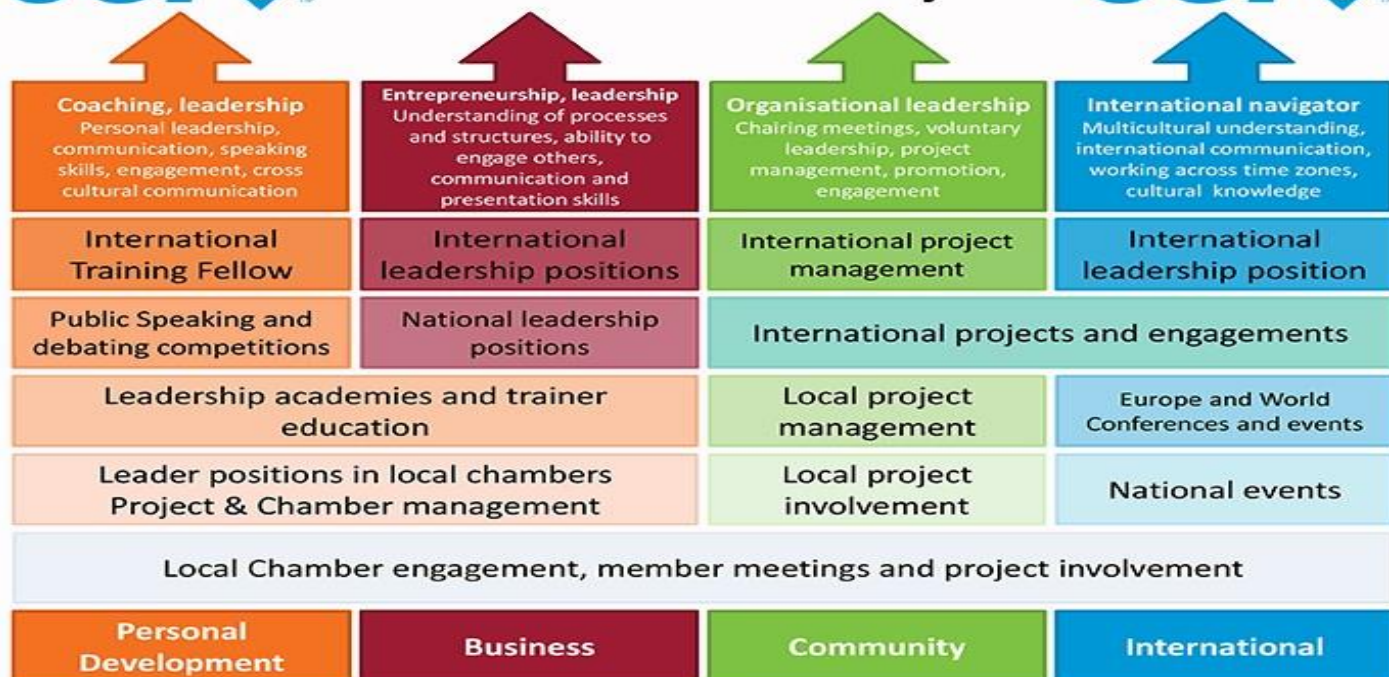 Coaching, leadership
Personal leadership,
communication, speaking
skills, engagement, cross
cultural communication
Entrepreneurship, leadership
Understanding of processes
and structures, ability to
engage others,
communication and
presentation skills
Organisational leadership
Chairing meetings, voluntary
leadership, project
management, promotion,
engagement
International navigator
Multicultural understanding,
international communication,
working across time zones,
cultural knowledge
International
Training Fellow
International
leadership positions
International project
management
International
leadership position
Public Speaking and
debating competitions
National leadership
positions
International projects and engagements
Leadership academies and trainer
education
Local project
management
Europe and World
Conferences and events
Leader positions in local chambers
Project & Chamber management
Local project
involvement
National events
Local Chamber engagement, member meetings and project involvement
Personal
Development
Business
Community
International